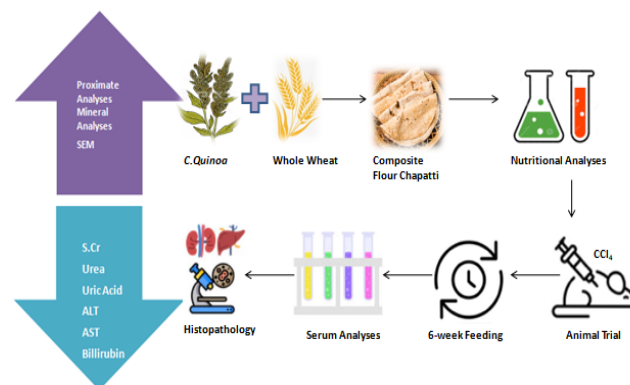 Proximate
Analyses
Mineral
Analyses
SEM
C.Quinoa
Whole Wheat
Composite
Flour Chapatti
Nutritional Analyses
S.Cr
Urea
Uric Acid
ALT
AST
Billirubin
Histopathology
Serum Analyses
6-week Feeding
CCl₄
Animal Trial